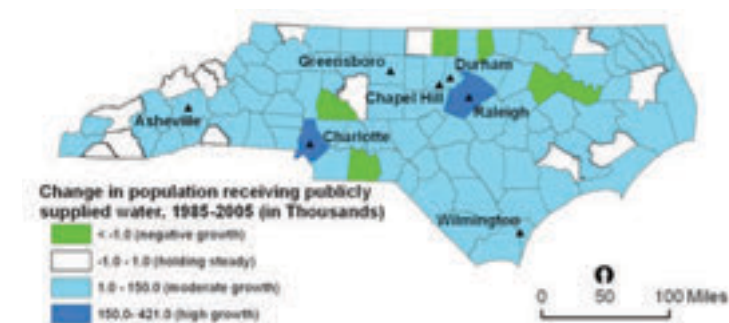 Greensboro
Durham
Chapel Hill
Raleigh
Asheville
Charlotte
Change in population receiving publicly
supplied water, 1985-2005 (in Thousands)
Wilmington
< -1.0 (negative growth)
-1.0 - 1.0 (holding steady)
1.0 - 150.0 (moderate growth)
150.0- 421.0 (high growth)
0 50 100 Miles